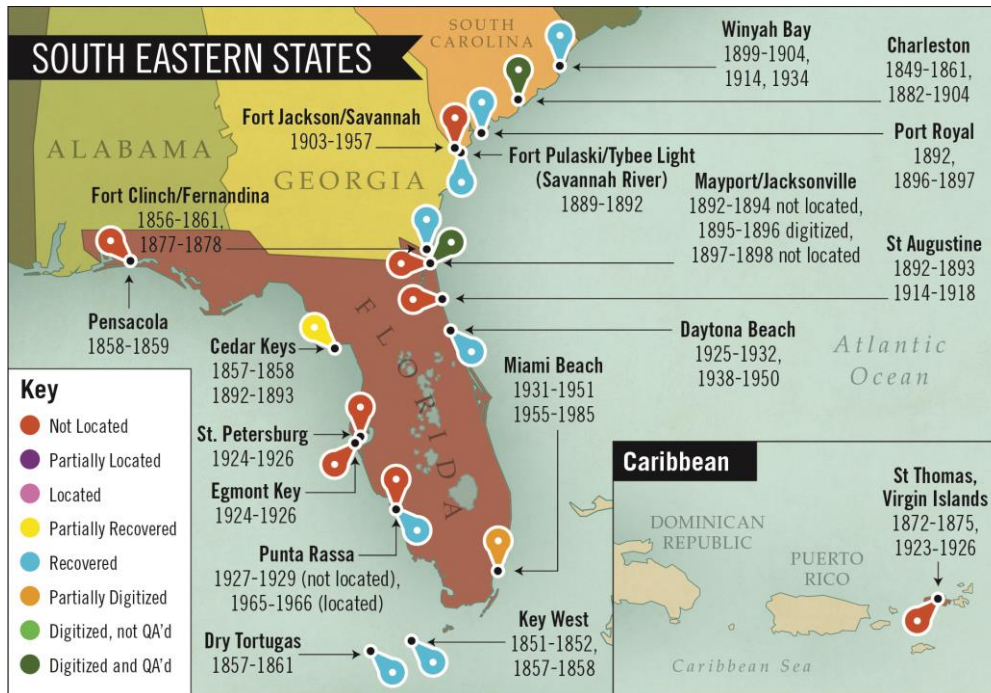 SOUTH EASTERN STATES
SOUTH
CAROLINA
ALABAMA
GEORGIA
FLORIDA
Atlantic
Ocean
Winyah Bay
1899-1904,
1914, 1934
Charleston
1849-1861,
1882-1904
Fort Jackson/Savannah
1903-1957
Port Royal
1892,
1896-1897
Fort Pulaski/Tybee Light
(Savannah River)
1889-1892
Fort Clinch/Fernandina
1856-1861,
1877-1878
Mayport/Jacksonville
1892-1894 not located,
1895-1896 digitized,
1897-1898 not located
St Augustine
1892-1893
1914-1918
Pensacola
1858-1859
Cedar Keys
1857-1858
1892-1893
Daytona Beach
1925-1932,
1938-1950
Miami Beach
1931-1951
1955-1985
St. Petersburg
1924-1926
Egmont Key
1924-1926
Punta Rassa
1927-1929 (not located),
1965-1966 (located)
Dry Tortugas
1857-1861
Key West
1851-1852,
1857-1858
Key
Not Located
Partially Located
Located
Partially Recovered
Recovered
Partially Digitized
Digitized, not QA'd
Digitized and QA'd
Caribbean
St Thomas,
Virgin Islands
1872-1875,
1923-1926
DOMINICAN
REPUBLIC
PUERTO
RICO
Caribbean Sea